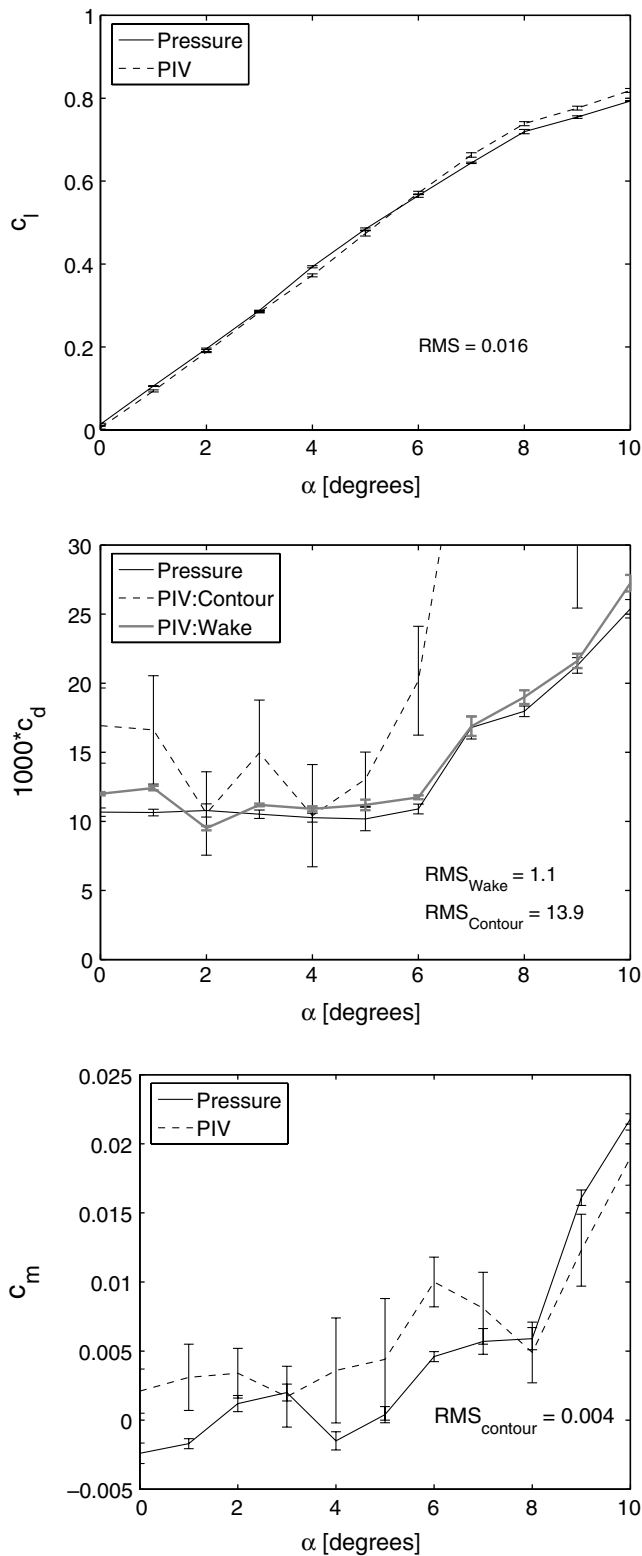 Pressure
PIV
1
0.8
0.6
0.4
0.2
0
c_l
RMS = 0.016
0 2 4 6 8 10
α [degrees]
Pressure
PIV:Contour
PIV:Wake
30
25
20
15
10
5
0
1000*c_d
RMS_Wake = 1.1
RMS_Contour = 13.9
0 2 4 6 8 10
α [degrees]
Pressure
PIV
0.025
0.02
0.015
0.01
0.005
0
−0.005
c_m
RMS_contour = 0.004
0 2 4 6 8 10
α [degrees]